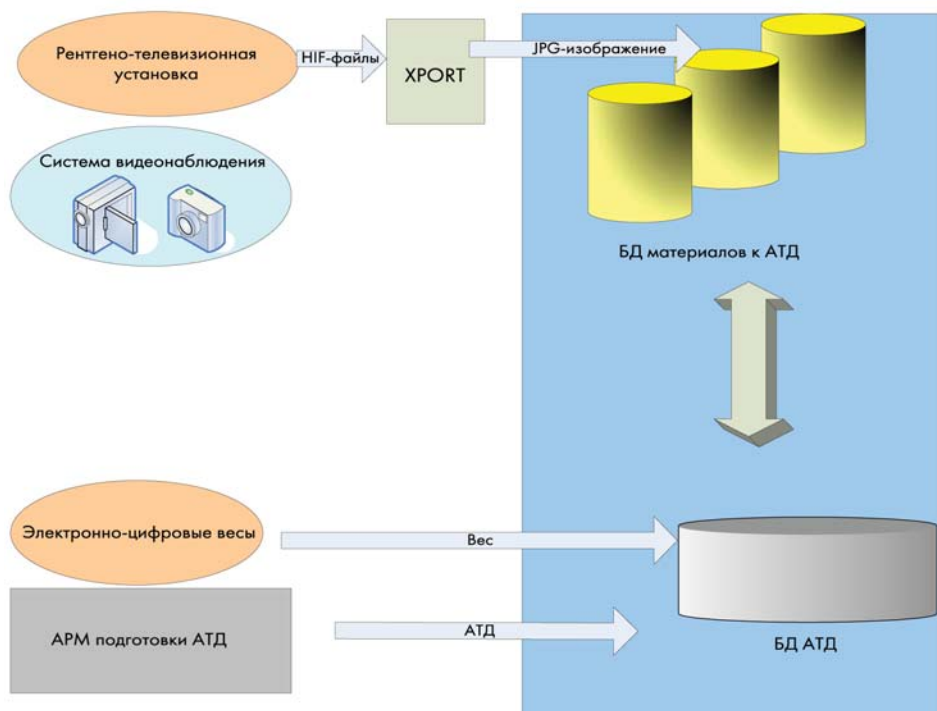 Рентгено-телевизионная
установка
HIF-файлы
XPORT
JPG-изображение
Система видеонаблюдения
БД материалов к АТД
Электронно-цифровые весы
Вес
АРМ подготовки АТД
АТД
БД АТД